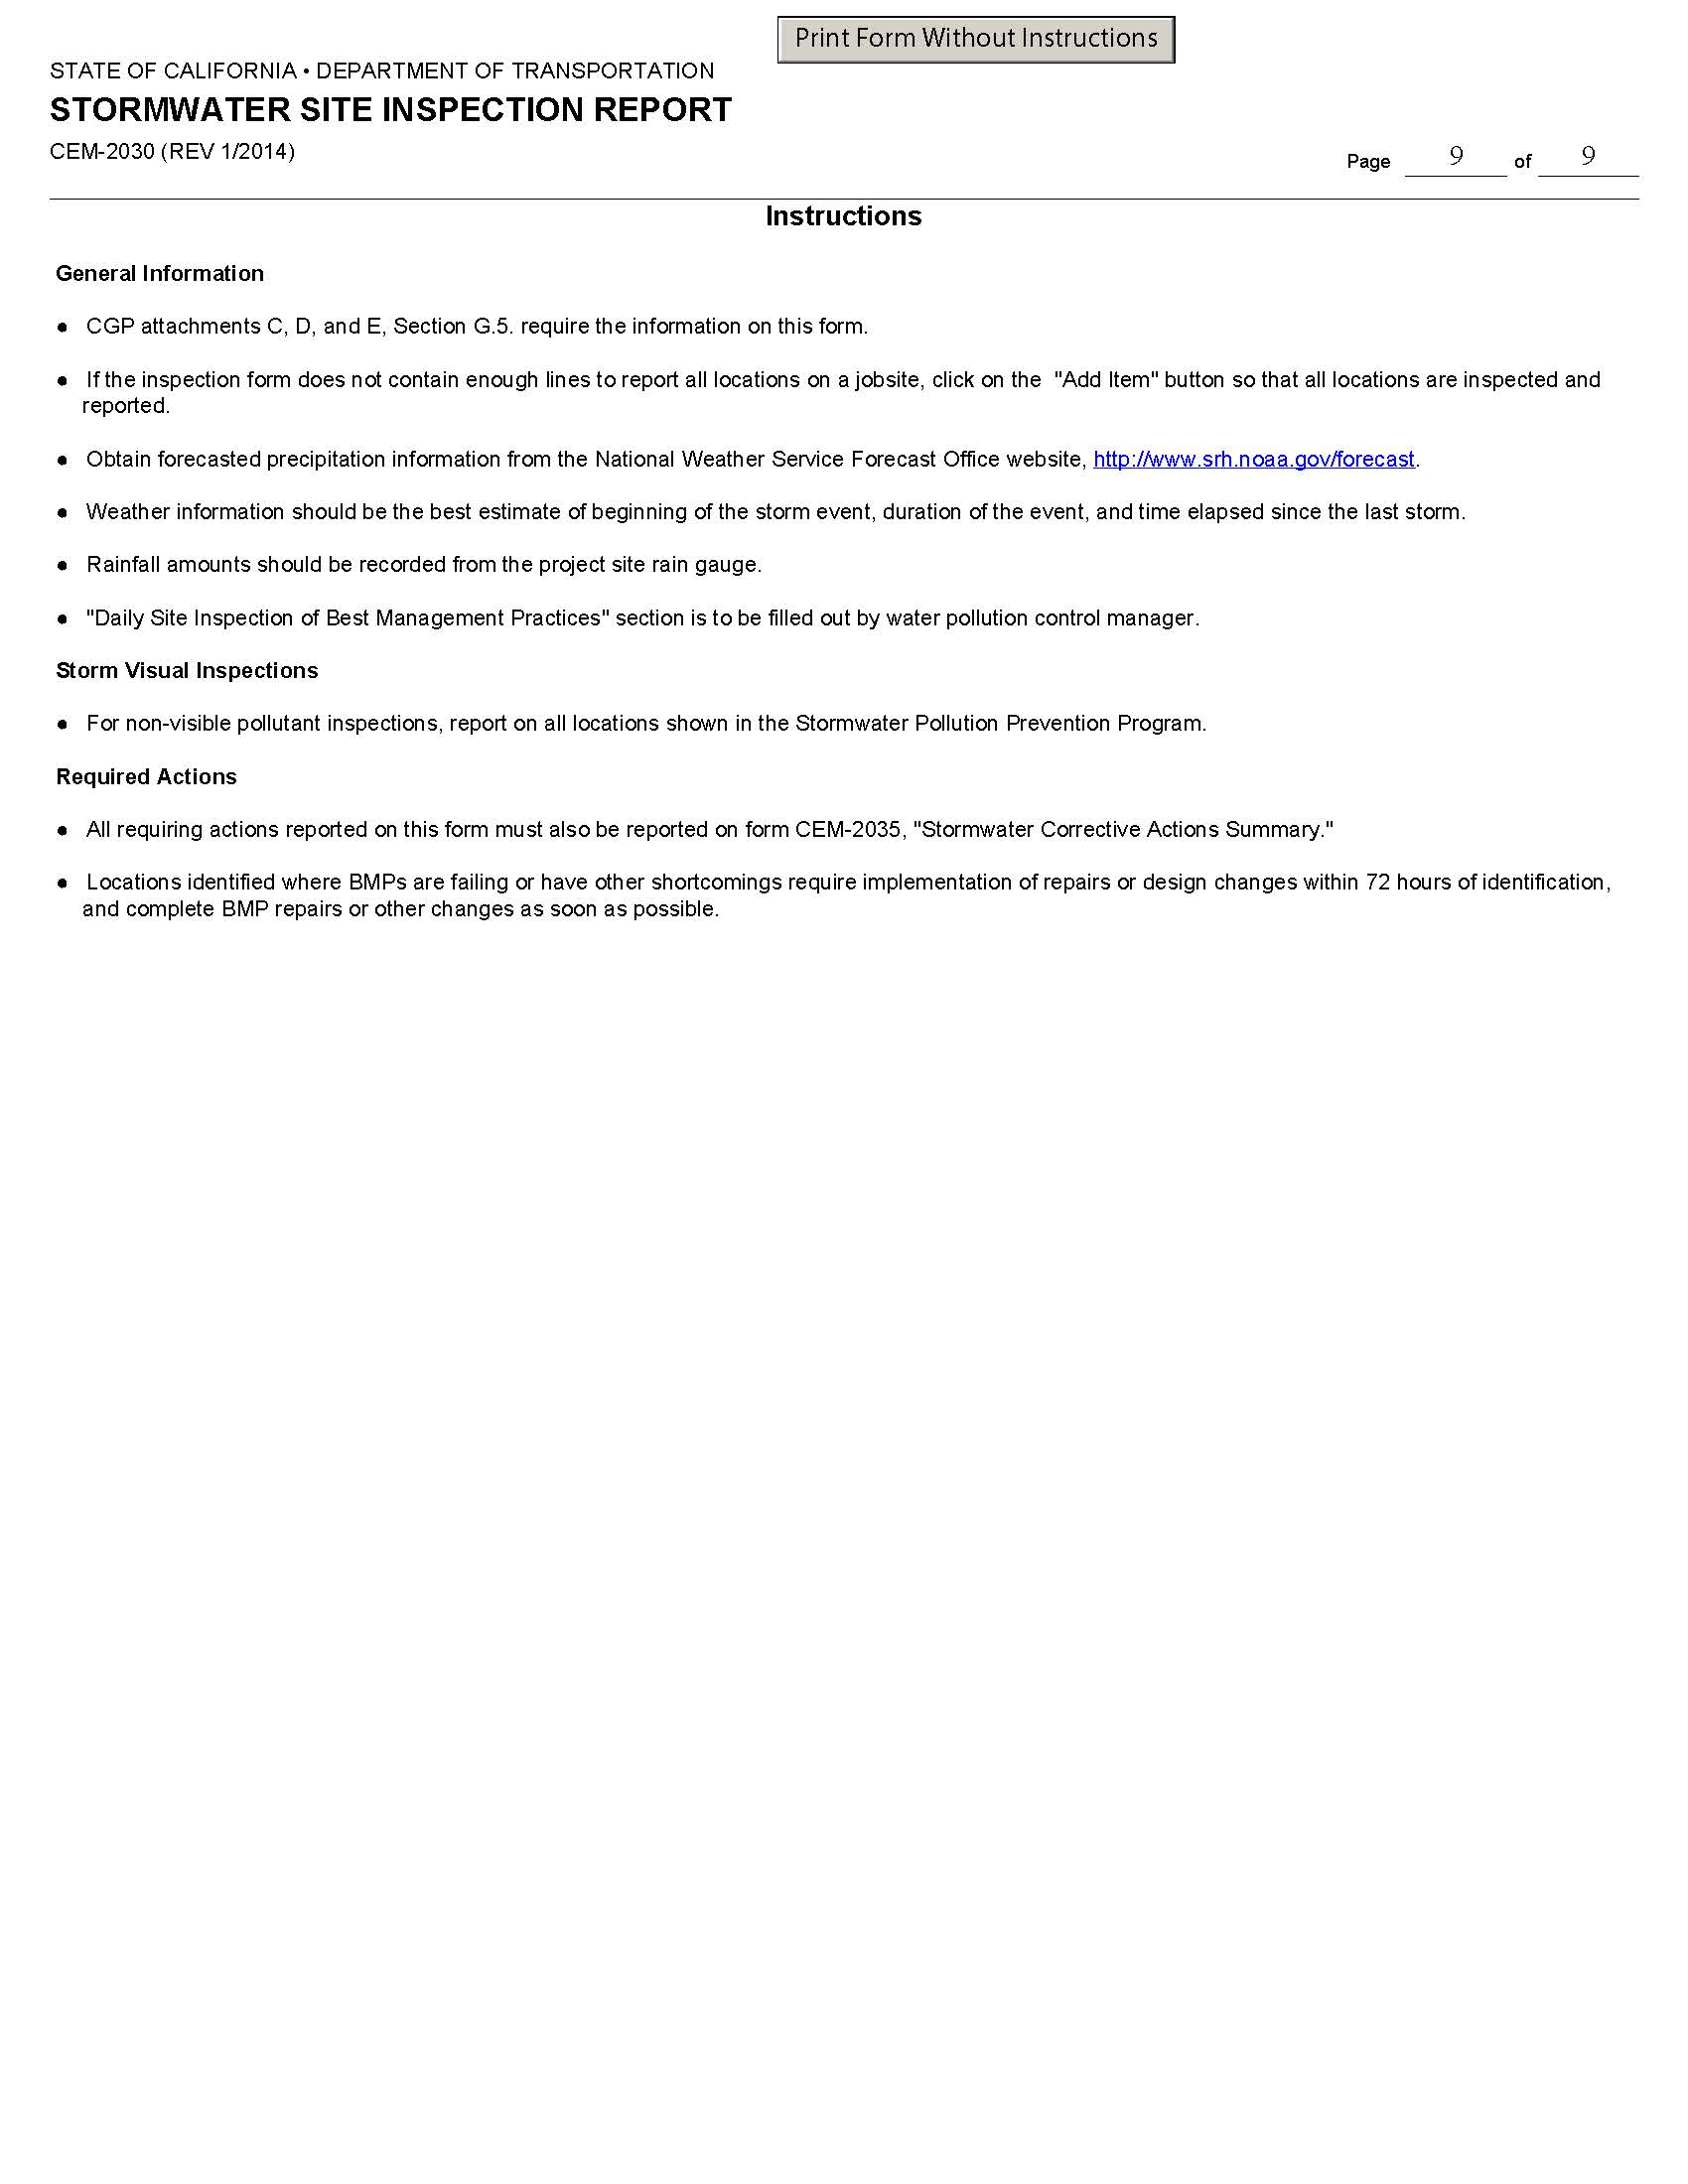 Print Form Without Instructions
STATE OF CALIFORNIA • DEPARTMENT OF TRANSPORTATION
STORMWATER SITE INSPECTION REPORT
CEM-2030 (REV 1/2014)
Page 9 of 9
Instructions
General Information
● CGP attachments C, D, and E, Section G.5. require the information on this form.
● If the inspection form does not contain enough lines to report all locations on a jobsite, click on the "Add Item" button so that all locations are inspected and
reported.
● Obtain forecasted precipitation information from the National Weather Service Forecast Office website, http://www.srh.noaa.gov/forecast.
● Weather information should be the best estimate of beginning of the storm event, duration of the event, and time elapsed since the last storm.
● Rainfall amounts should be recorded from the project site rain gauge.
● "Daily Site Inspection of Best Management Practices" section is to be filled out by water pollution control manager.
Storm Visual Inspections
● For non-visible pollutant inspections, report on all locations shown in the Stormwater Pollution Prevention Program.
Required Actions
● All requiring actions reported on this form must also be reported on form CEM-2035, "Stormwater Corrective Actions Summary."
● Locations identified where BMPs are failing or have other shortcomings require implementation of repairs or design changes within 72 hours of identification,
and complete BMP repairs or other changes as soon as possible.